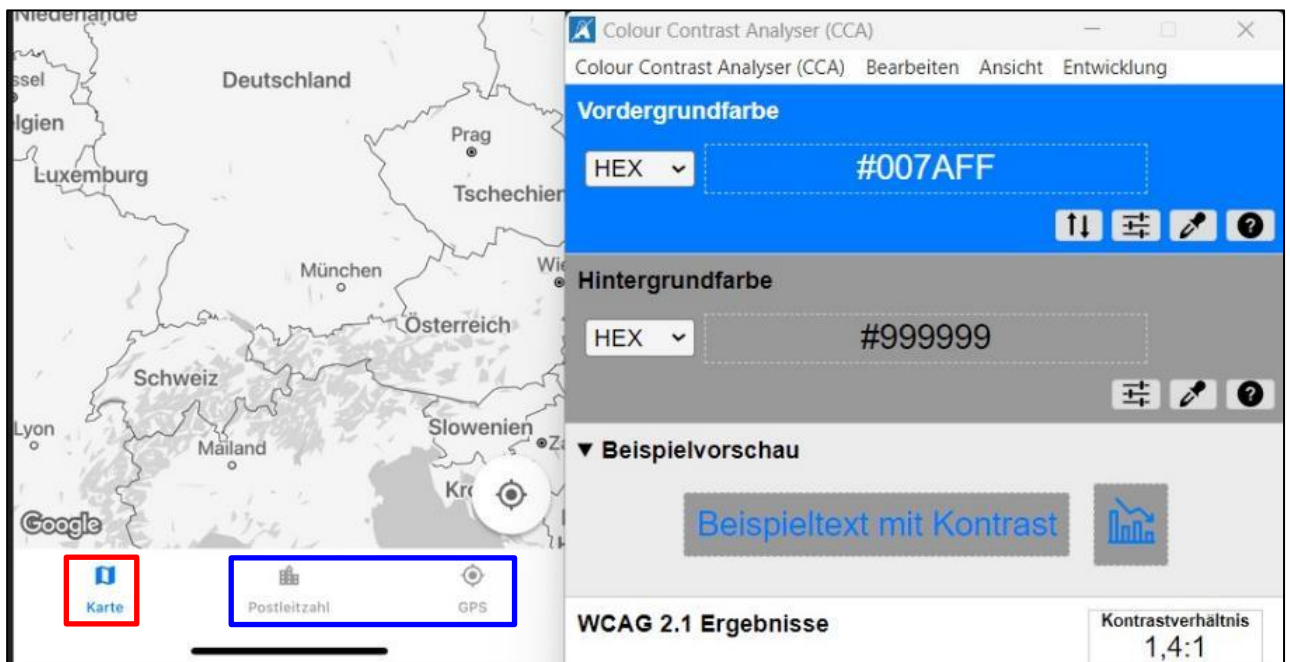 Niederlande
ssel
Deutschland
lgien
Prag
Luxemburg
Tschechien
München
Wie
Österreich
Schweiz
Lyon
Slowenien
Za
Mailand
Kro
Google
Karte
Postleitzahl
GPS
Colour Contrast Analyser (CCA)
Colour Contrast Analyser (CCA) Bearbeiten Ansicht Entwicklung
Vordergrundfarbe
HEX
#007AFF
Hintergrundfarbe
HEX
#999999
▼ Beispielvorschau
Beispieltext mit Kontrast
WCAG 2.1 Ergebnisse
Kontrastverhältnis
1,4:1